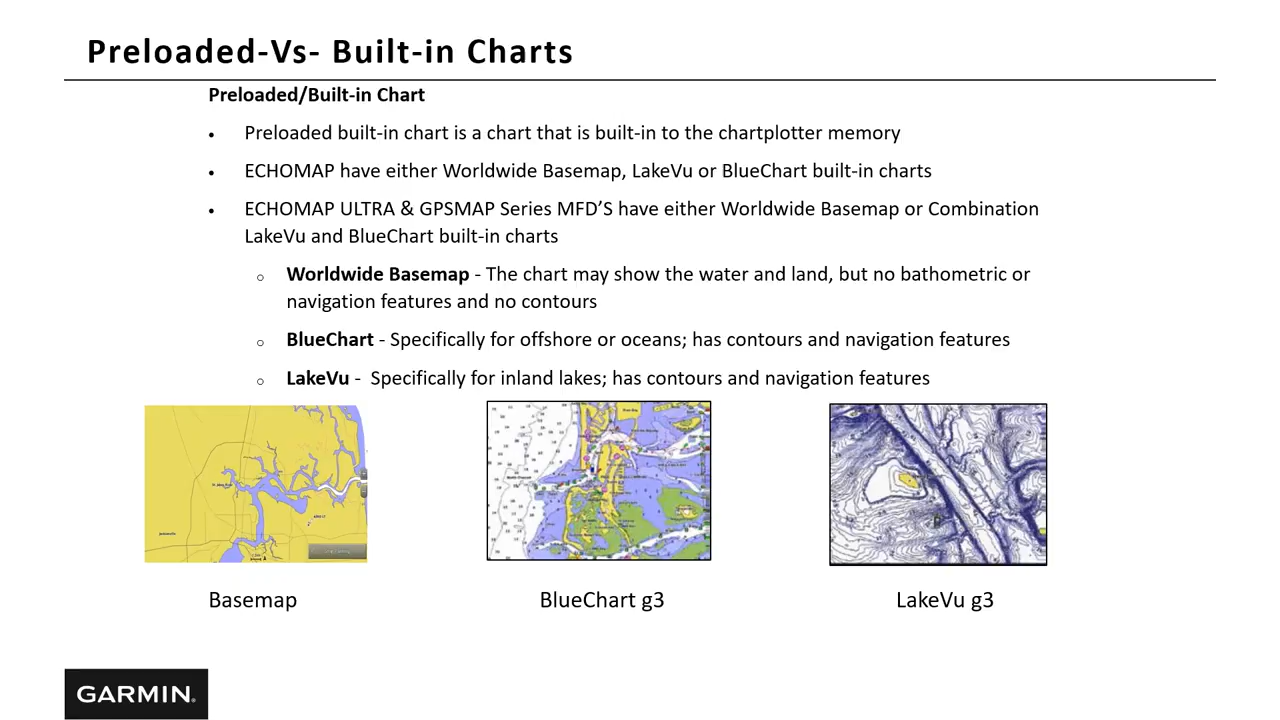 Preloaded-Vs- Built-in Charts
Preloaded/Built-in Chart
• Preloaded built-in chart is a chart that is built-in to the chartplotter memory
• ECHOMAP have either Worldwide Basemap, LakeVu or BlueChart built-in charts
• ECHOMAP ULTRA & GPSMAP Series MFD’S have either Worldwide Basemap or Combination
LakeVu and BlueChart built-in charts
o Worldwide Basemap - The chart may show the water and land, but no bathometric or
navigation features and no contours
o BlueChart - Specifically for offshore or oceans; has contours and navigation features
o LakeVu - Specifically for inland lakes; has contours and navigation features
Basemap
BlueChart g3
LakeVu g3
GARMIN.